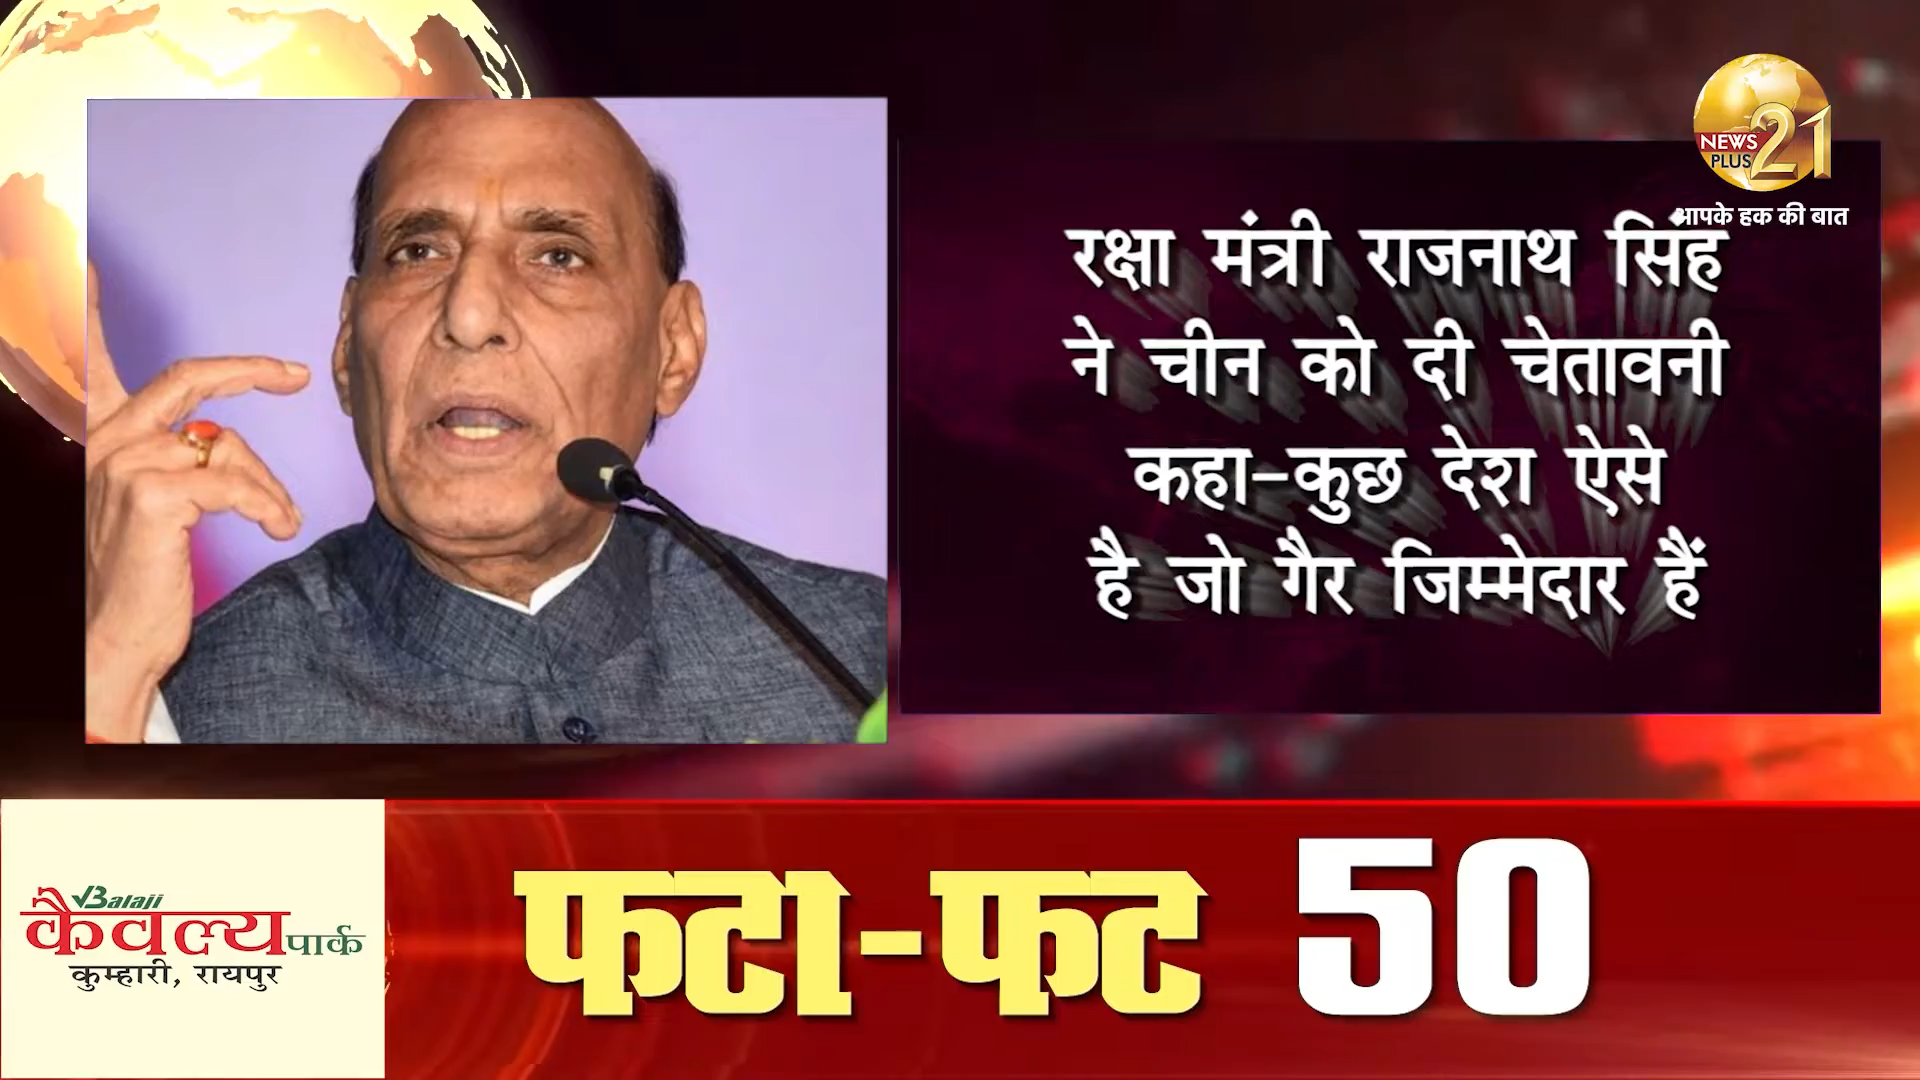 NEWS
PLUS 21
आपके हक की बात
रक्षा मंत्री राजनाथ सिंह
ने चीन को दी चेतावनी
कहा-कुछ देश ऐसे
है जो गैर जिम्मेदार हैं
Balaji
कैवल्य पार्क
कुम्हारी, रायपुर
फटा-फट 50